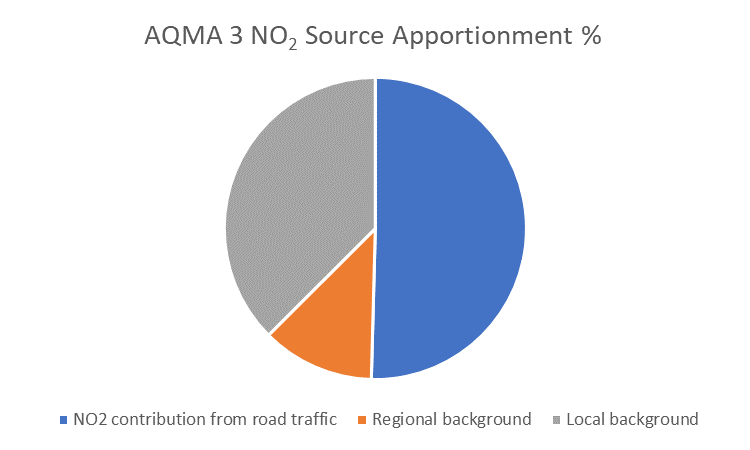 AQMA 3 NO₂ Source Apportionment %
NO2 contribution from road traffic Regional background Local background